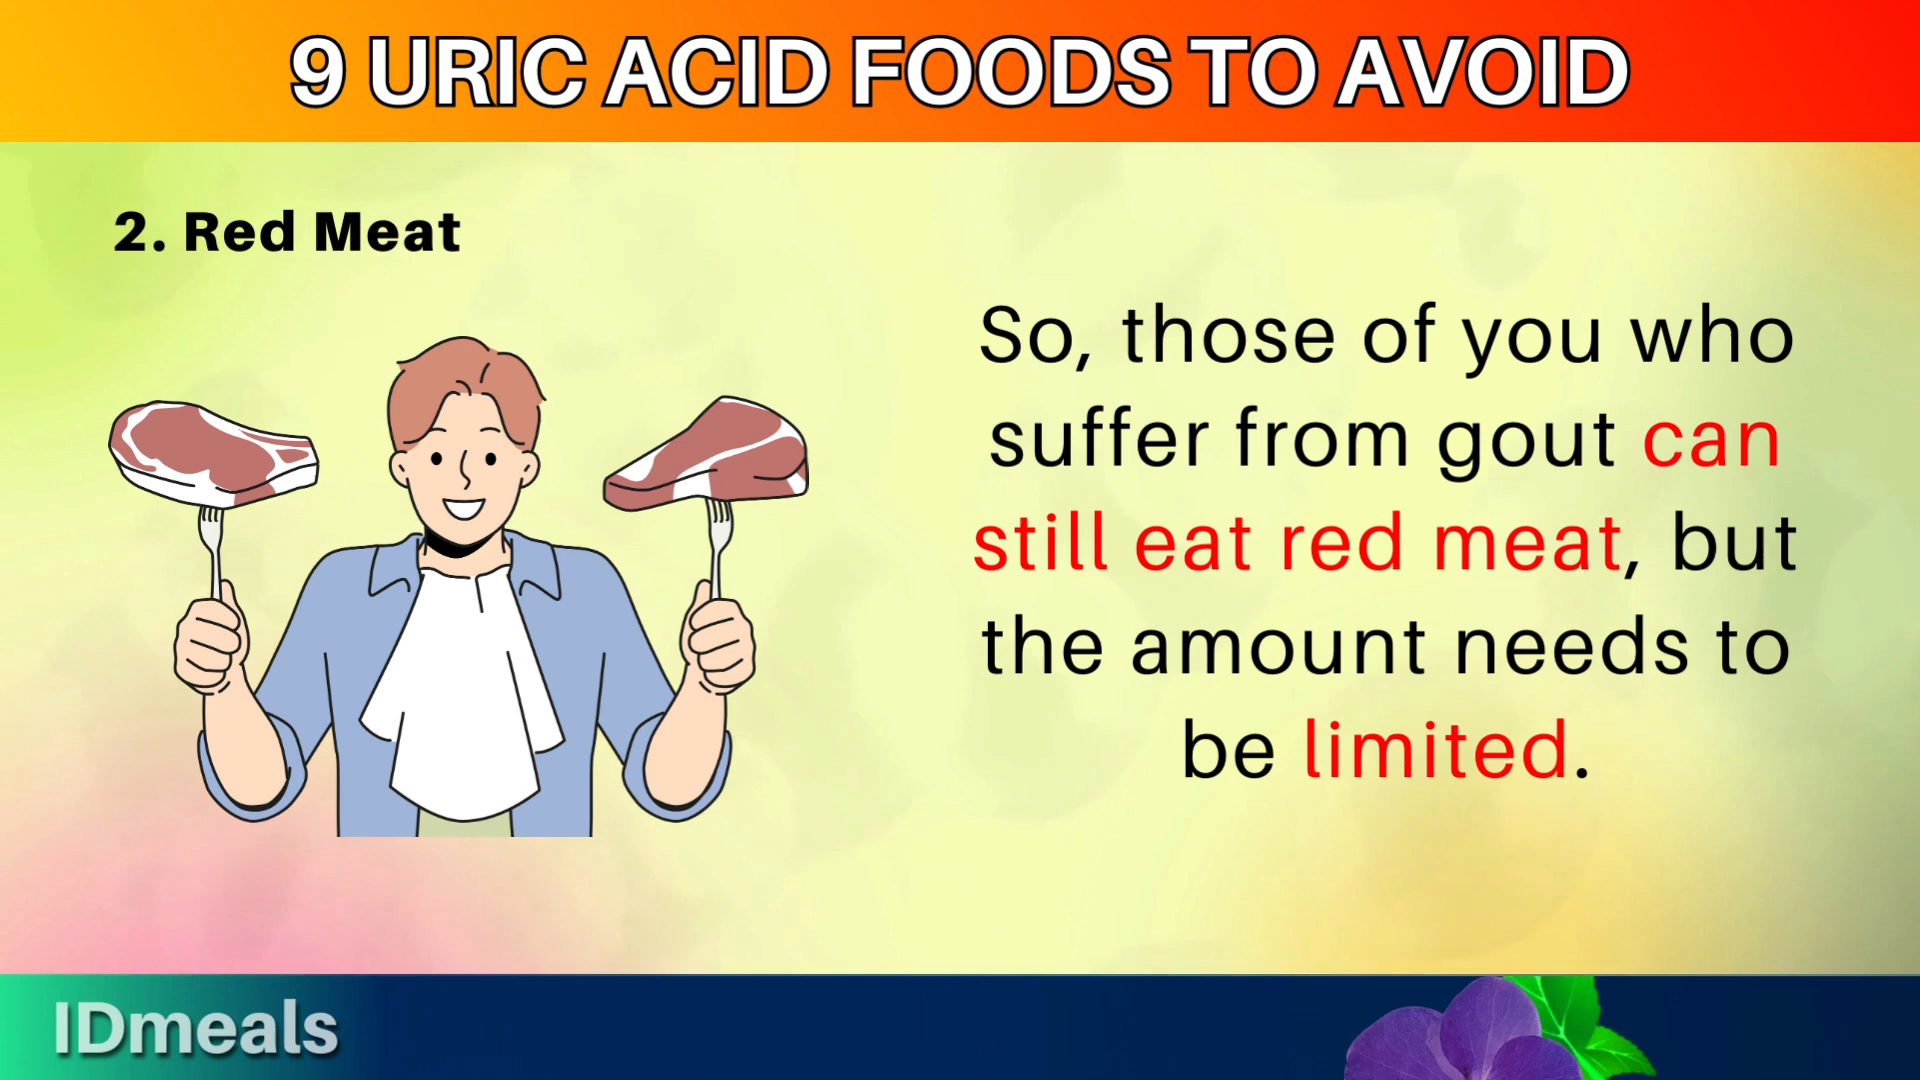 9 URIC ACID FOODS TO AVOID
2. Red Meat
So, those of you who
suffer from gout can
still eat red meat, but
the amount needs to
be limited.
IDmeals